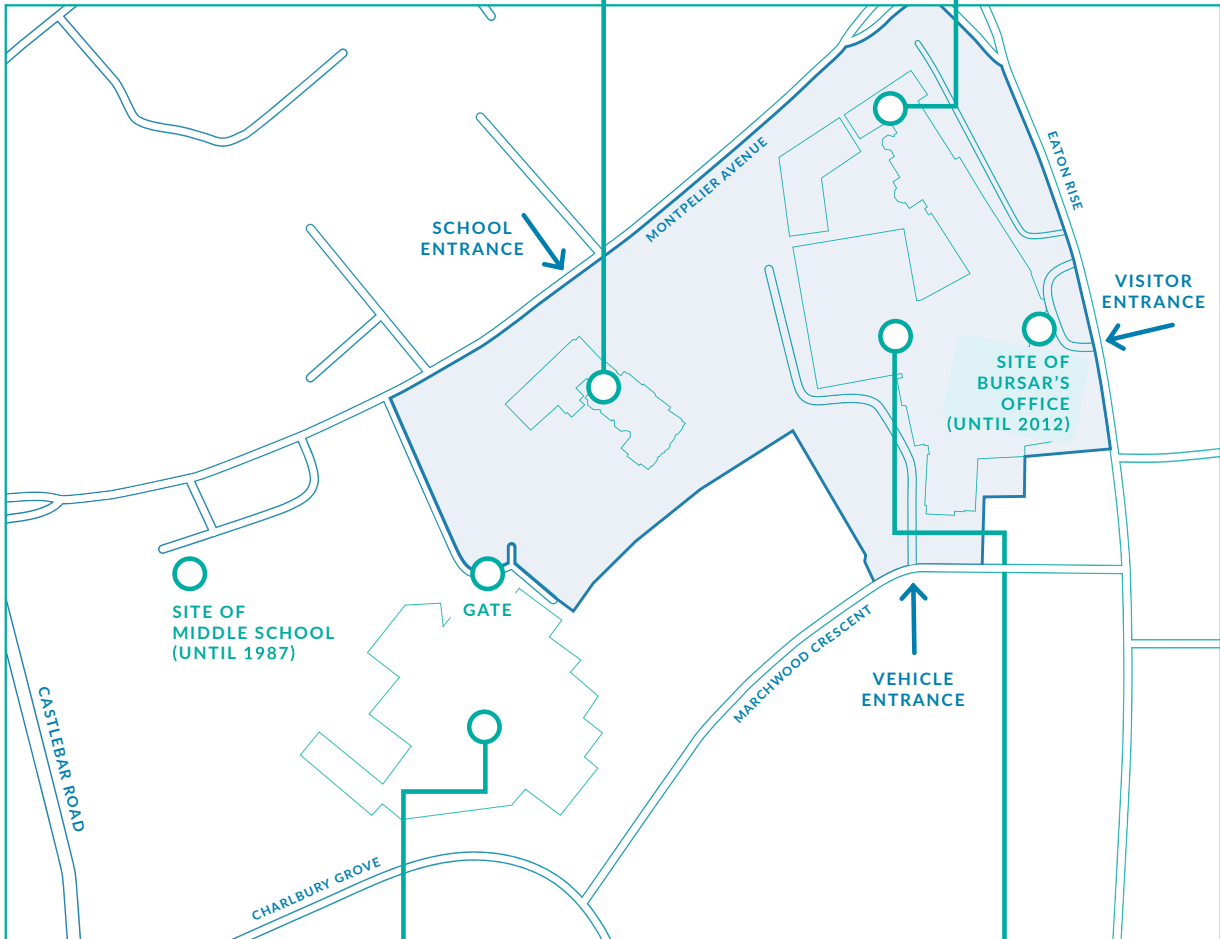 MONTPELIER AVENUE
EATON RISE
SCHOOL
ENTRANCE
VISITOR
ENTRANCE
SITE OF
BURSAR'S
OFFICE
(UNTIL 2012)
SITE OF
MIDDLE SCHOOL
(UNTIL 1987)
GATE
MARCHWOOD CRESCENT
VEHICLE
ENTRANCE
CASTLEBAR ROAD
CHARLBURY GROVE